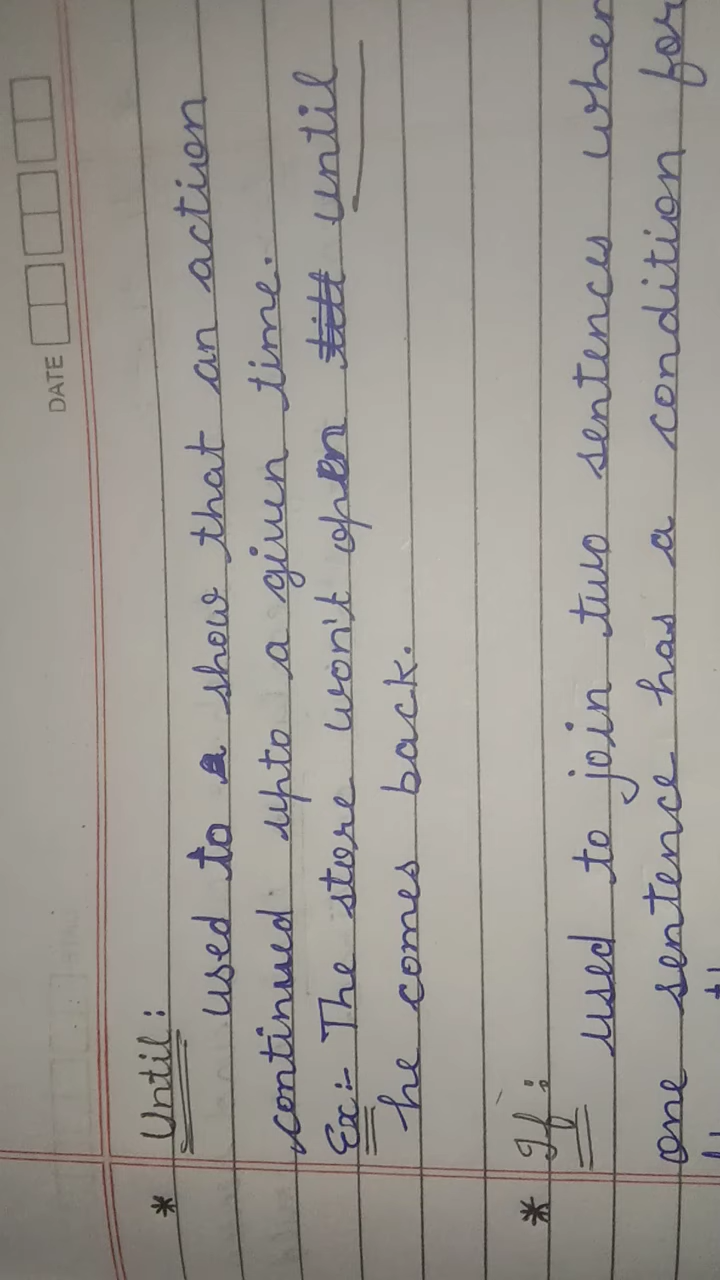 DATE
* Until :
used to a show that an action
continued upto a given time.
Ex:- The store won't open until
he comes back.
* If :
used to join two sentences when
one sentence has a condition for